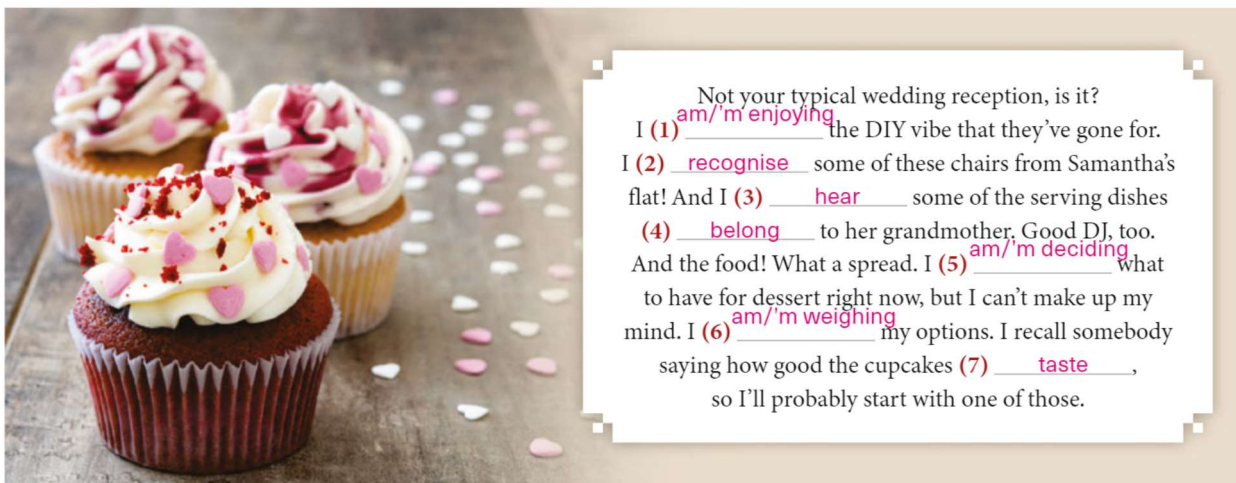 Not your typical wedding reception, is it?
I (1) am/'m enjoying the DIY vibe that they've gone for.
I (2) recognise some of these chairs from Samantha's
flat! And I (3) hear some of the serving dishes
(4) belong to her grandmother. Good DJ, too.
And the food! What a spread. I (5) am/'m deciding what
to have for dessert right now, but I can't make up my
mind. I (6) am/'m weighing my options. I recall somebody
saying how good the cupcakes (7) taste,
so I'll probably start with one of those.